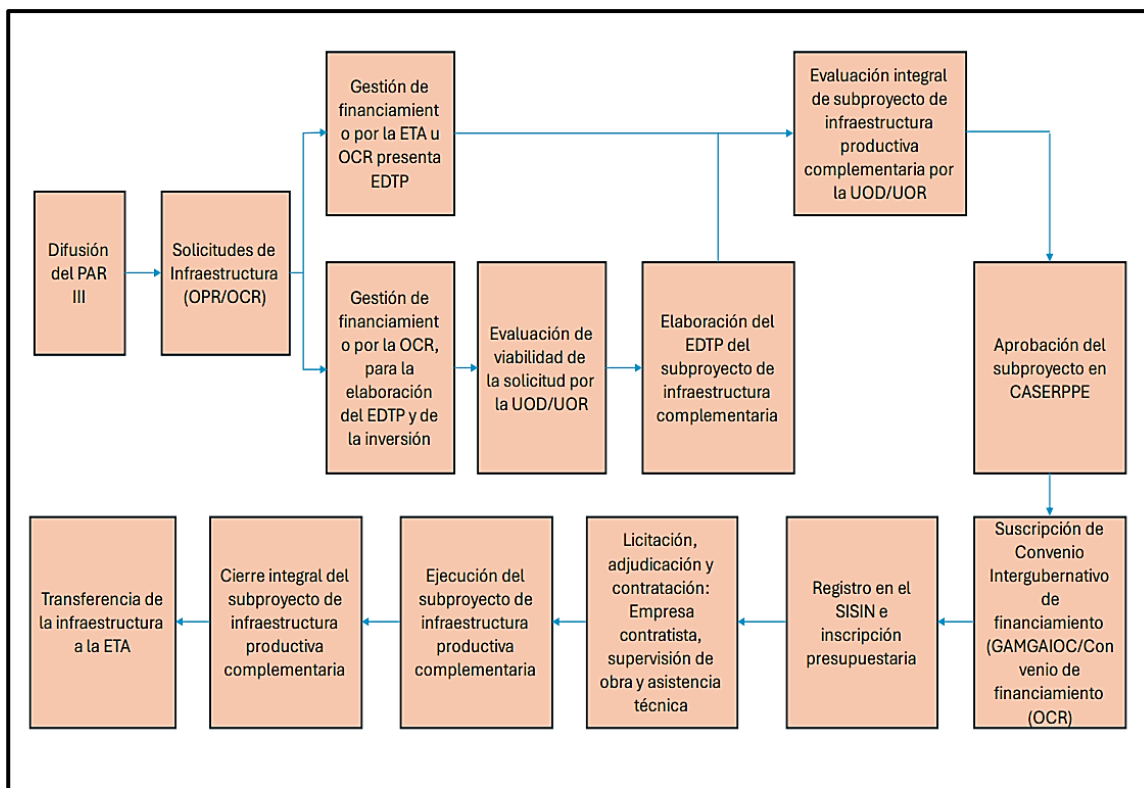 Difusión
del PAR
III
Solicitudes de
Infraestructura
(OPR/OCR)
Gestión de
financiamient
o por la ETA u
OCR presenta
EDTP
Gestión de
financiamient
o por la OCR,
para la
elaboración
del EDTP y de
la inversión
Evaluación de
viabilidad de
la solicitud por
la UOD/UOR
Elaboración del
EDTP del
subproyecto de
infraestructura
complementaria
Evaluación integral
de subproyecto de
infraestructura
productiva
complementaria por
la UOD/UOR
Aprobación del
subproyecto en
CASERPPE
Suscripción de
Convenio
Intergubernativo
de
financiamiento
(GAMGAIOC/Con
venio de
financiamiento
(OCR)
Registro en el
SISIN e
inscripción
presupuestaria
Licitación,
adjudicación y
contratación:
Empresa
contratista,
supervisión de
obra y asistencia
técnica
Ejecución del
subproyecto de
infraestructura
productiva
complementaria
Cierre integral del
subproyecto de
infraestructura
productiva
complementaria
Transferencia de
la infraestructura
a la ETA